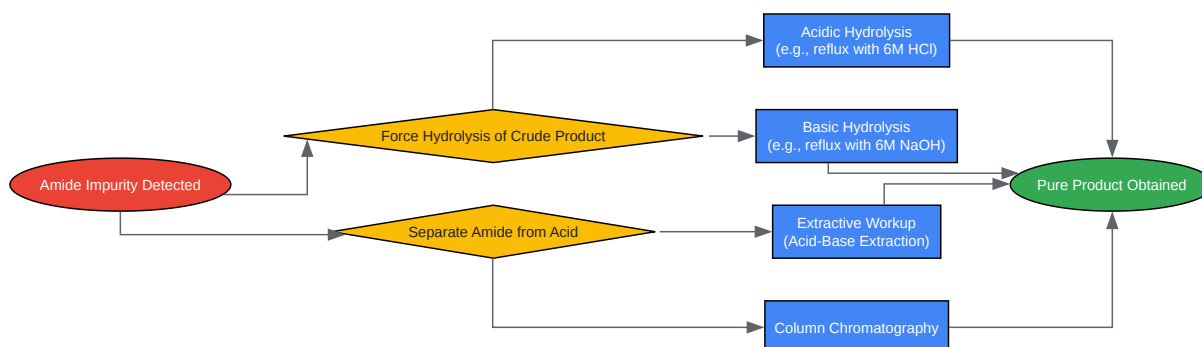 Acidic Hydrolysis
(e.g., reflux with 6M HCl)
Force Hydrolysis of Crude Product
Basic Hydrolysis
(e.g., reflux with 6M NaOH)
Amide Impurity Detected
Pure Product Obtained
Separate Amide from Acid
Extractive Workup
(Acid-Base Extraction)
Column Chromatography